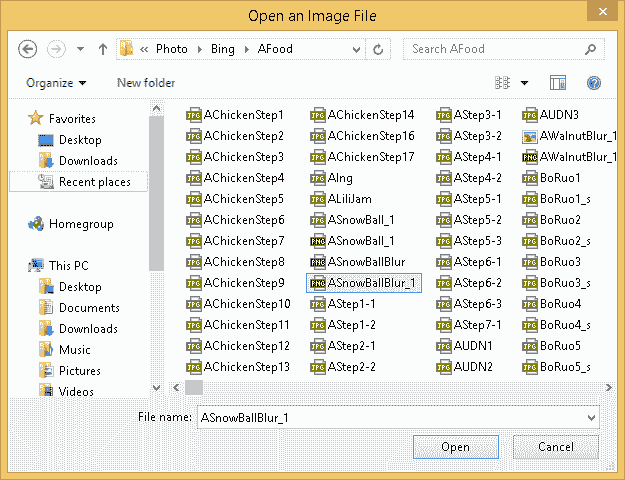 Open an Image File
Photo Bing AFood
Search AFood
Organize New folder
Favorites
Desktop
Downloads
Recent places
Homegroup
This PC
Desktop
Documents
Downloads
Music
Pictures
Videos
AChickenStep1
AChickenStep2
AChickenStep3
AChickenStep4
AChickenStep5
AChickenStep6
AChickenStep7
AChickenStep8
AChickenStep9
AChickenStep10
AChickenStep11
AChickenStep12
AChickenStep13
AChickenStep14
AChickenStep16
AChickenStep17
AIng
ALiliJam
ASnowBall_1
ASnowBall_1
ASnowBallBlur
ASnowBallBlur_1
AStep1-1
AStep1-2
AStep2-1
AStep2-2
AStep3-1
AStep3-2
AStep4-1
AStep4-2
AStep5-1
AStep5-2
AStep5-3
AStep6-1
AStep6-2
AStep6-3
AStep7-1
AUDN1
AUDN2
AUDN3
AWalnutBlur_1
AWalnutBlur_1
BoRuo1
BoRuo1_s
BoRuo2
BoRuo2_s
BoRuo3
BoRuo3_s
BoRuo4
BoRuo4_s
BoRuo5
BoRuo5_s
File name: ASnowBallBlur_1
Open Cancel